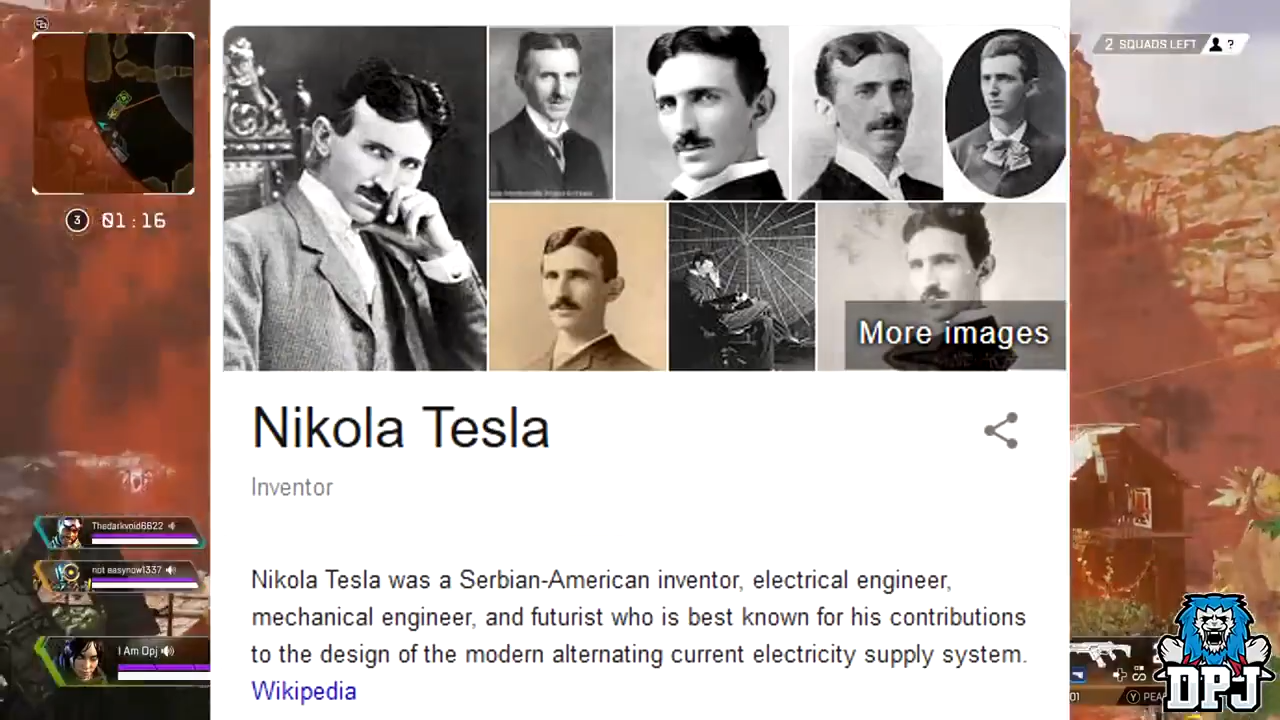 2 SQUADS LEFT
?
3 01:16
More images
Nikola Tesla
Inventor
Nikola Tesla was a Serbian-American inventor, electrical engineer,
mechanical engineer, and futurist who is best known for his contributions
to the design of the modern alternating current electricity supply system.
Wikipedia
Thedarkvoid6622
not easynow1337
I Am Dpj
DPJ